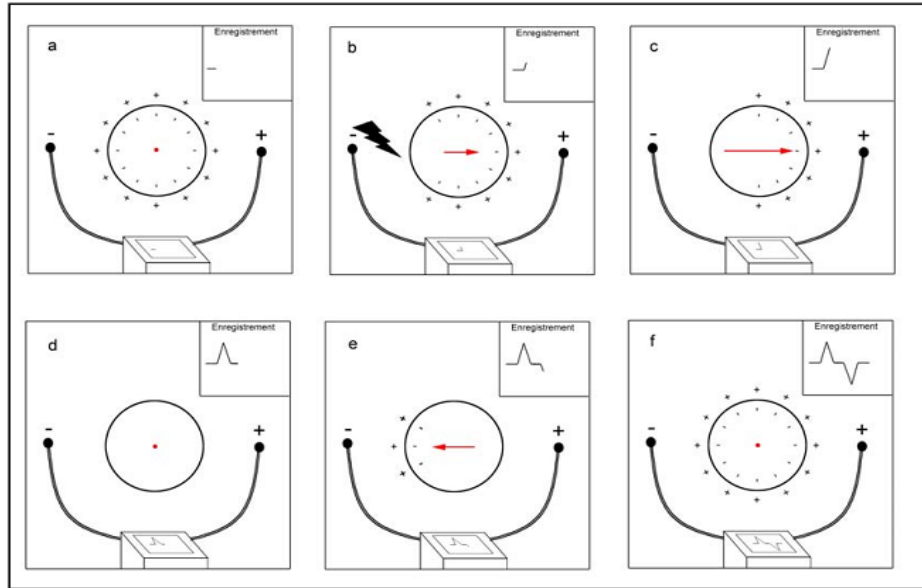 a
Enregistrement
- +
b
Enregistrement
- +
c
Enregistrement
- +
d
Enregistrement
- +
e
Enregistrement
- +
f
Enregistrement
- +